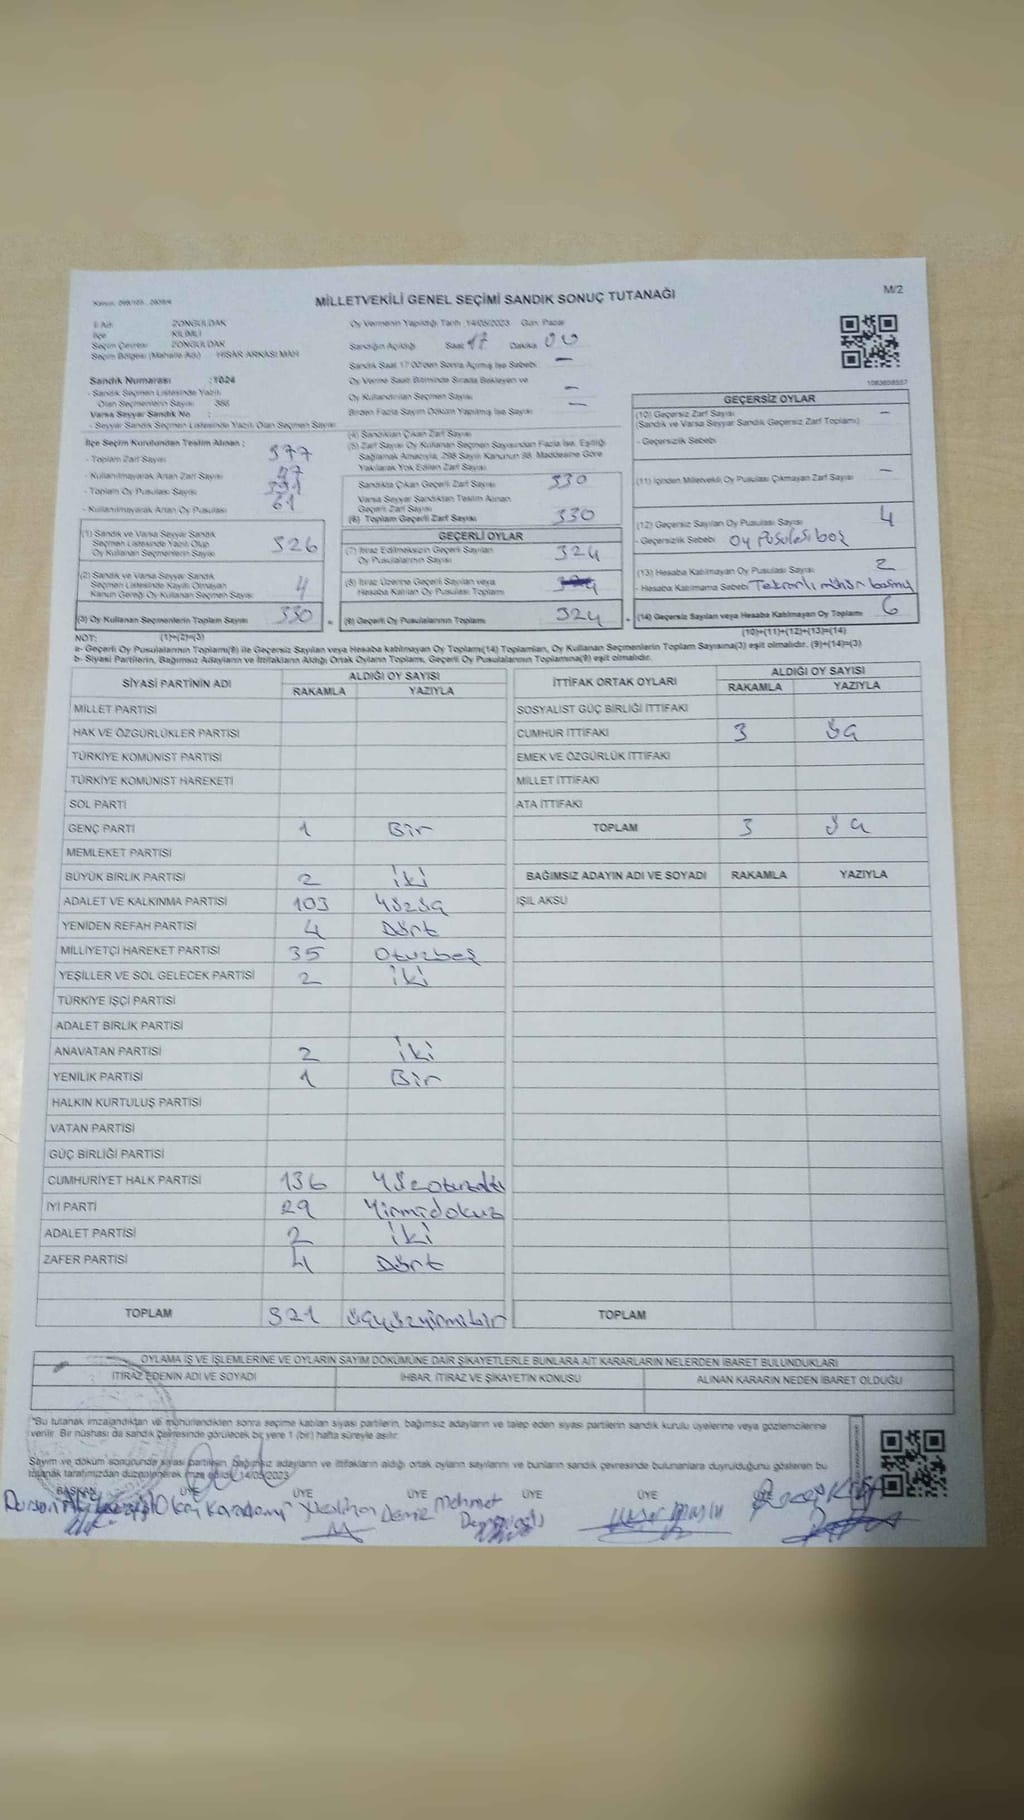 MİLLETVEKİLİ GENEL SEÇİMİ SANDIK SONUÇ TUTANAĞI
M/2
İl Adı ZONGULDAK
İlçe KİLİMLİ
Seçim Çevresi ZONGULDAK
Seçim Bölgesi (Mahalle Adı) HİSAR ARKASI MAH
Sandık Numarası :1024
- Sandık Seçmen Listesinde Yazılı
Olan Seçmenlerin Sayısı 386
Varsa Seyyar Sandık No :
- Seyyar Sandık Seçmen Listesinde Yazılı Olan Seçmen Sayısı
Oy Vermenin Yapıldığı Tarih :14/05/2023 Gün: Pazar
Sandığın Açıldığı Saat 17 Dakika 00
Sandık Saat 17:00'den Sonra Açılmış İse Sebebi: —
Oy Verme Saati Bitiminde Sırada Bekleyen ve
Oy Kullandırılan Seçmen Sayısı —
Birden Fazla Sayım Döküm Yapılmış İse Sayısı —
1083608557
İlçe Seçim Kurulundan Teslim Alınan :
- Toplam Zarf Sayısı 377
- Kullanılmayarak Artan Zarf Sayısı 47
- Toplam Oy Pusulası Sayısı 391
- Kullanılmayarak Artan Oy Pusulası 61
(1) Sandık ve Varsa Seyyar Sandık
Seçmen Listesinde Yazılı Olup
Oy Kullanan Seçmenlerin Sayısı 326
(2) Sandık ve Varsa Seyyar Sandık
Seçmen Listesinde Kayıtlı Olmayan
Kanun Gereği Oy Kullanan Seçmen Sayısı 4
(3) Oy Kullanan Seçmenlerin Toplam Sayısı 330
(4) Sandıktan Çıkan Zarf Sayısı
(5) Zarf Sayısı Oy Kullanan Seçmen Sayısından Fazla İse, Eşitliği
Sağlamak Amacıyla, 298 Sayılı Kanunun 98. Maddesine Göre
Yakılarak Yok Edilen Zarf Sayısı
Sandıkta Çıkan Geçerli Zarf Sayısı 330
Varsa Seyyar Sandıktan Teslim Alınan
Geçerli Zarf Sayısı
(6) Toplam Geçerli Zarf Sayısı 330
GEÇERLİ OYLAR
(7) İtiraz Edilmeksizin Geçerli Sayılan
Oy Pusulalarının Sayısı 324
(8) İtiraz Üzerine Geçerli Sayılan veya
Hesaba Katılan Oy Pusulası Toplamı
(9) Geçerli Oy Pusulalarının Toplamı 324
GEÇERSİZ OYLAR
(10) Geçersiz Zarf Sayısı —
(Sandık ve Varsa Seyyar Sandık Geçersiz Zarf Toplamı)
- Geçersizlik Sebebi
(11) İçinden Milletvekili Oy Pusulası Çıkmayan Zarf Sayısı —
(12) Geçersiz Sayılan Oy Pusulası Sayısı 4
- Geçersizlik Sebebi Oy Pusulası boş
(13) Hesaba Katılmayan Oy Pusulası Sayısı 2
- Hesaba Katılmama Sebebi Tekrarlı mühür basma
(14) Geçersiz Sayılan veya Hesaba Katılmayan Oy Toplamı 6
NOT: (1)+(2)=(3) (10)+(11)+(12)+(13)=(14)
a- Geçerli Oy Pusulalarının Toplamı(9) ile Geçersiz Sayılan veya Hesaba katılmayan Oy Toplamı(14) Toplamları, Oy Kullanan Seçmenlerin Toplam Sayısına(3) eşit olmalıdır. (9)+(14)=(3)
b- Siyasi Partilerin, Bağımsız Adayların ve İttifakların Aldığı Ortak Oyların Toplamı, Geçerli Oy Pusulalarının Toplamına(9) eşit olmalıdır.
SİYASİ PARTİNİN ADI ALDIĞI OY SAYISI
RAKAMLA YAZIYLA
MİLLET PARTİSİ
HAK VE ÖZGÜRLÜKLER PARTİSİ
TÜRKİYE KOMÜNİST PARTİSİ
TÜRKİYE KOMÜNİST HAREKETİ
SOL PARTİ
GENÇ PARTİ 1 Bir
MEMLEKET PARTİSİ
BÜYÜK BİRLİK PARTİSİ 2 iki
ADALET VE KALKINMA PARTİSİ 103 Yüzüç
YENİDEN REFAH PARTİSİ 4 Dört
MİLLİYETÇİ HAREKET PARTİSİ 35 Otuzbeş
YEŞİLLER VE SOL GELECEK PARTİSİ 2 iki
TÜRKİYE İŞÇİ PARTİSİ
ADALET BİRLİK PARTİSİ
ANAVATAN PARTİSİ 2 iki
YENİLİK PARTİSİ 1 Bir
HALKIN KURTULUŞ PARTİSİ
VATAN PARTİSİ
GÜÇ BİRLİĞİ PARTİSİ
CUMHURİYET HALK PARTİSİ 136 Yüzotuzaltı
İYİ PARTİ 29 Yirmidokuz
ADALET PARTİSİ 2 iki
ZAFER PARTİSİ 4 Dört
TOPLAM 321 üçyüzyirmibir
İTTİFAK ORTAK OYLARI ALDIĞI OY SAYISI
RAKAMLA YAZIYLA
SOSYALİST GÜÇ BİRLİĞİ İTTİFAKI
CUMHUR İTTİFAKI 3 üç
EMEK VE ÖZGÜRLÜK İTTİFAKI
MİLLET İTTİFAKI
ATA İTTİFAKI
TOPLAM 3 üç
BAĞIMSIZ ADAYIN ADI VE SOYADI RAKAMLA YAZIYLA
IŞIL AKSU
TOPLAM
OYLAMA İŞ VE İŞLEMLERİNE VE OYLARIN SAYIM DÖKÜMÜNE DAİR ŞİKAYETLERLE BUNLARA AİT KARARLARIN NELERDEN İBARET BULUNDUKLARI
İTİRAZ EDENİN ADI VE SOYADI İHBAR, İTİRAZ VE ŞİKAYETİN KONUSU ALINAN KARARIN NEDEN İBARET OLDUĞU
"Bu tutanak imzalandıktan ve mühürlendikten sonra seçime katılan siyasi partilerin, bağımsız adayların ve talep eden siyasi partilerin sandık kurulu üyelerine veya gözlemcilerine
verilir. Bir nüshası da sandık çevresinde görülecek bir yere 1 (bir) hafta süreyle asılır.
Sayım ve döküm sonucunda siyasi partilerin, bağımsız adayların ve ittifakların aldığı ortak oyların sayılarını ve bunların sandık çevresinde bulunanlara duyrulduğunu gösteren bu
tutanak tarafımızdan düzenlenerek imza edildi. 14/05/2023
BAŞKAN ÜYE ÜYE ÜYE ÜYE ÜYE
Mehmet